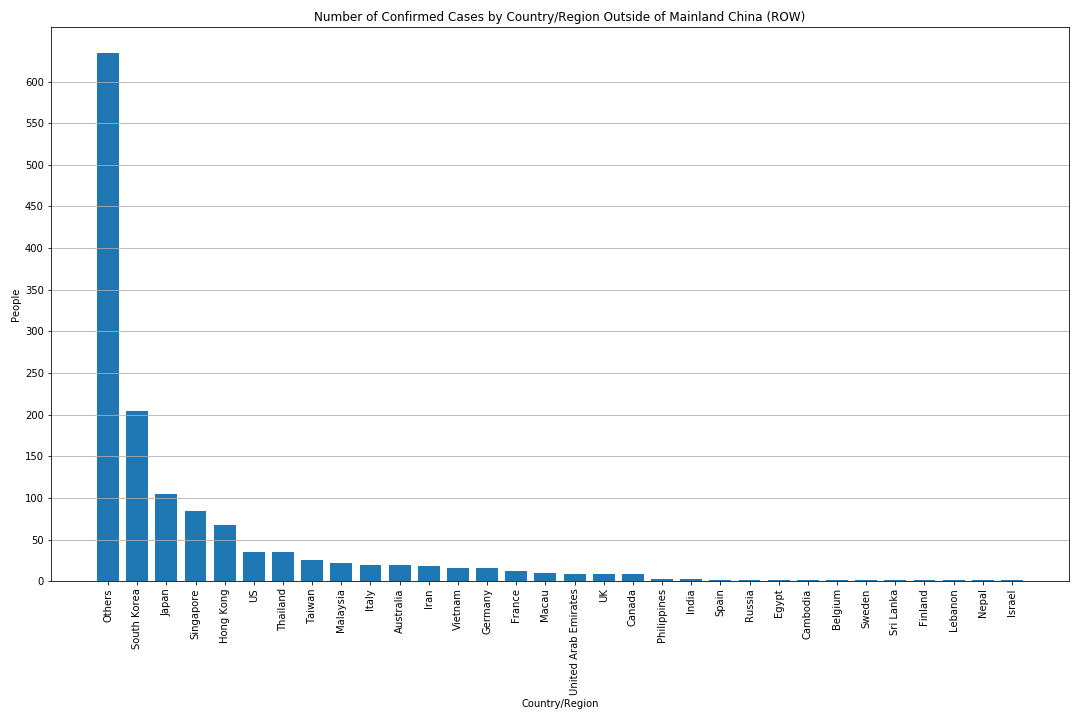 Number of Confirmed Cases by Country/Region Outside of Mainland China (ROW)
People
600
550
500
450
400
350
300
250
200
150
100
50
0
Others
South Korea
Japan
Singapore
Hong Kong
US
Thailand
Taiwan
Malaysia
Italy
Australia
Iran
Vietnam
Germany
France
Macau
United Arab Emirates
UK
Canada
Philippines
India
Spain
Russia
Egypt
Cambodia
Belgium
Sweden
Sri Lanka
Finland
Lebanon
Nepal
Israel
Country/Region